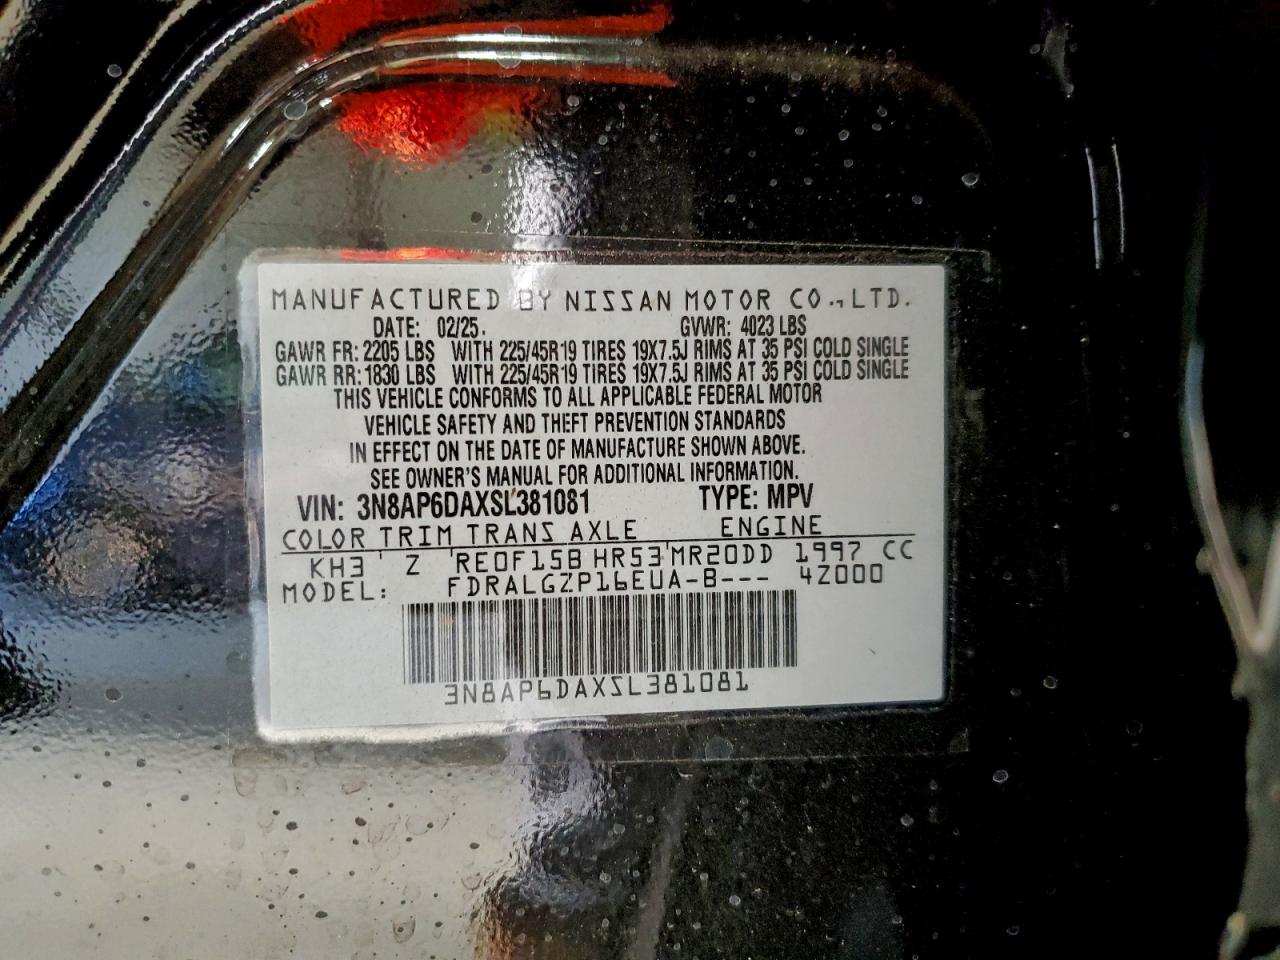 MANUFACTURED BY NISSAN MOTOR CO., LTD.
DATE: 02/25. GVWR: 4023 LBS
GAWR FR: 2205 LBS WITH 225/45R19 TIRES 19X7.5J RIMS AT 35 PSI COLD SINGLE
GAWR RR: 1830 LBS WITH 225/45R19 TIRES 19X7.5J RIMS AT 35 PSI COLD SINGLE
THIS VEHICLE CONFORMS TO ALL APPLICABLE FEDERAL MOTOR
VEHICLE SAFETY AND THEFT PREVENTION STANDARDS
IN EFFECT ON THE DATE OF MANUFACTURE SHOWN ABOVE.
SEE OWNER'S MANUAL FOR ADDITIONAL INFORMATION.
VIN: 3N8AP6DAXSL381081 TYPE: MPV
COLOR TRIM TRANS AXLE ENGINE
KH3 Z RE0F15B HR53 MR20DD 1997 CC
MODEL: FDRALGZP16EUA-B--- 42000
3N8AP6DAXSL381081